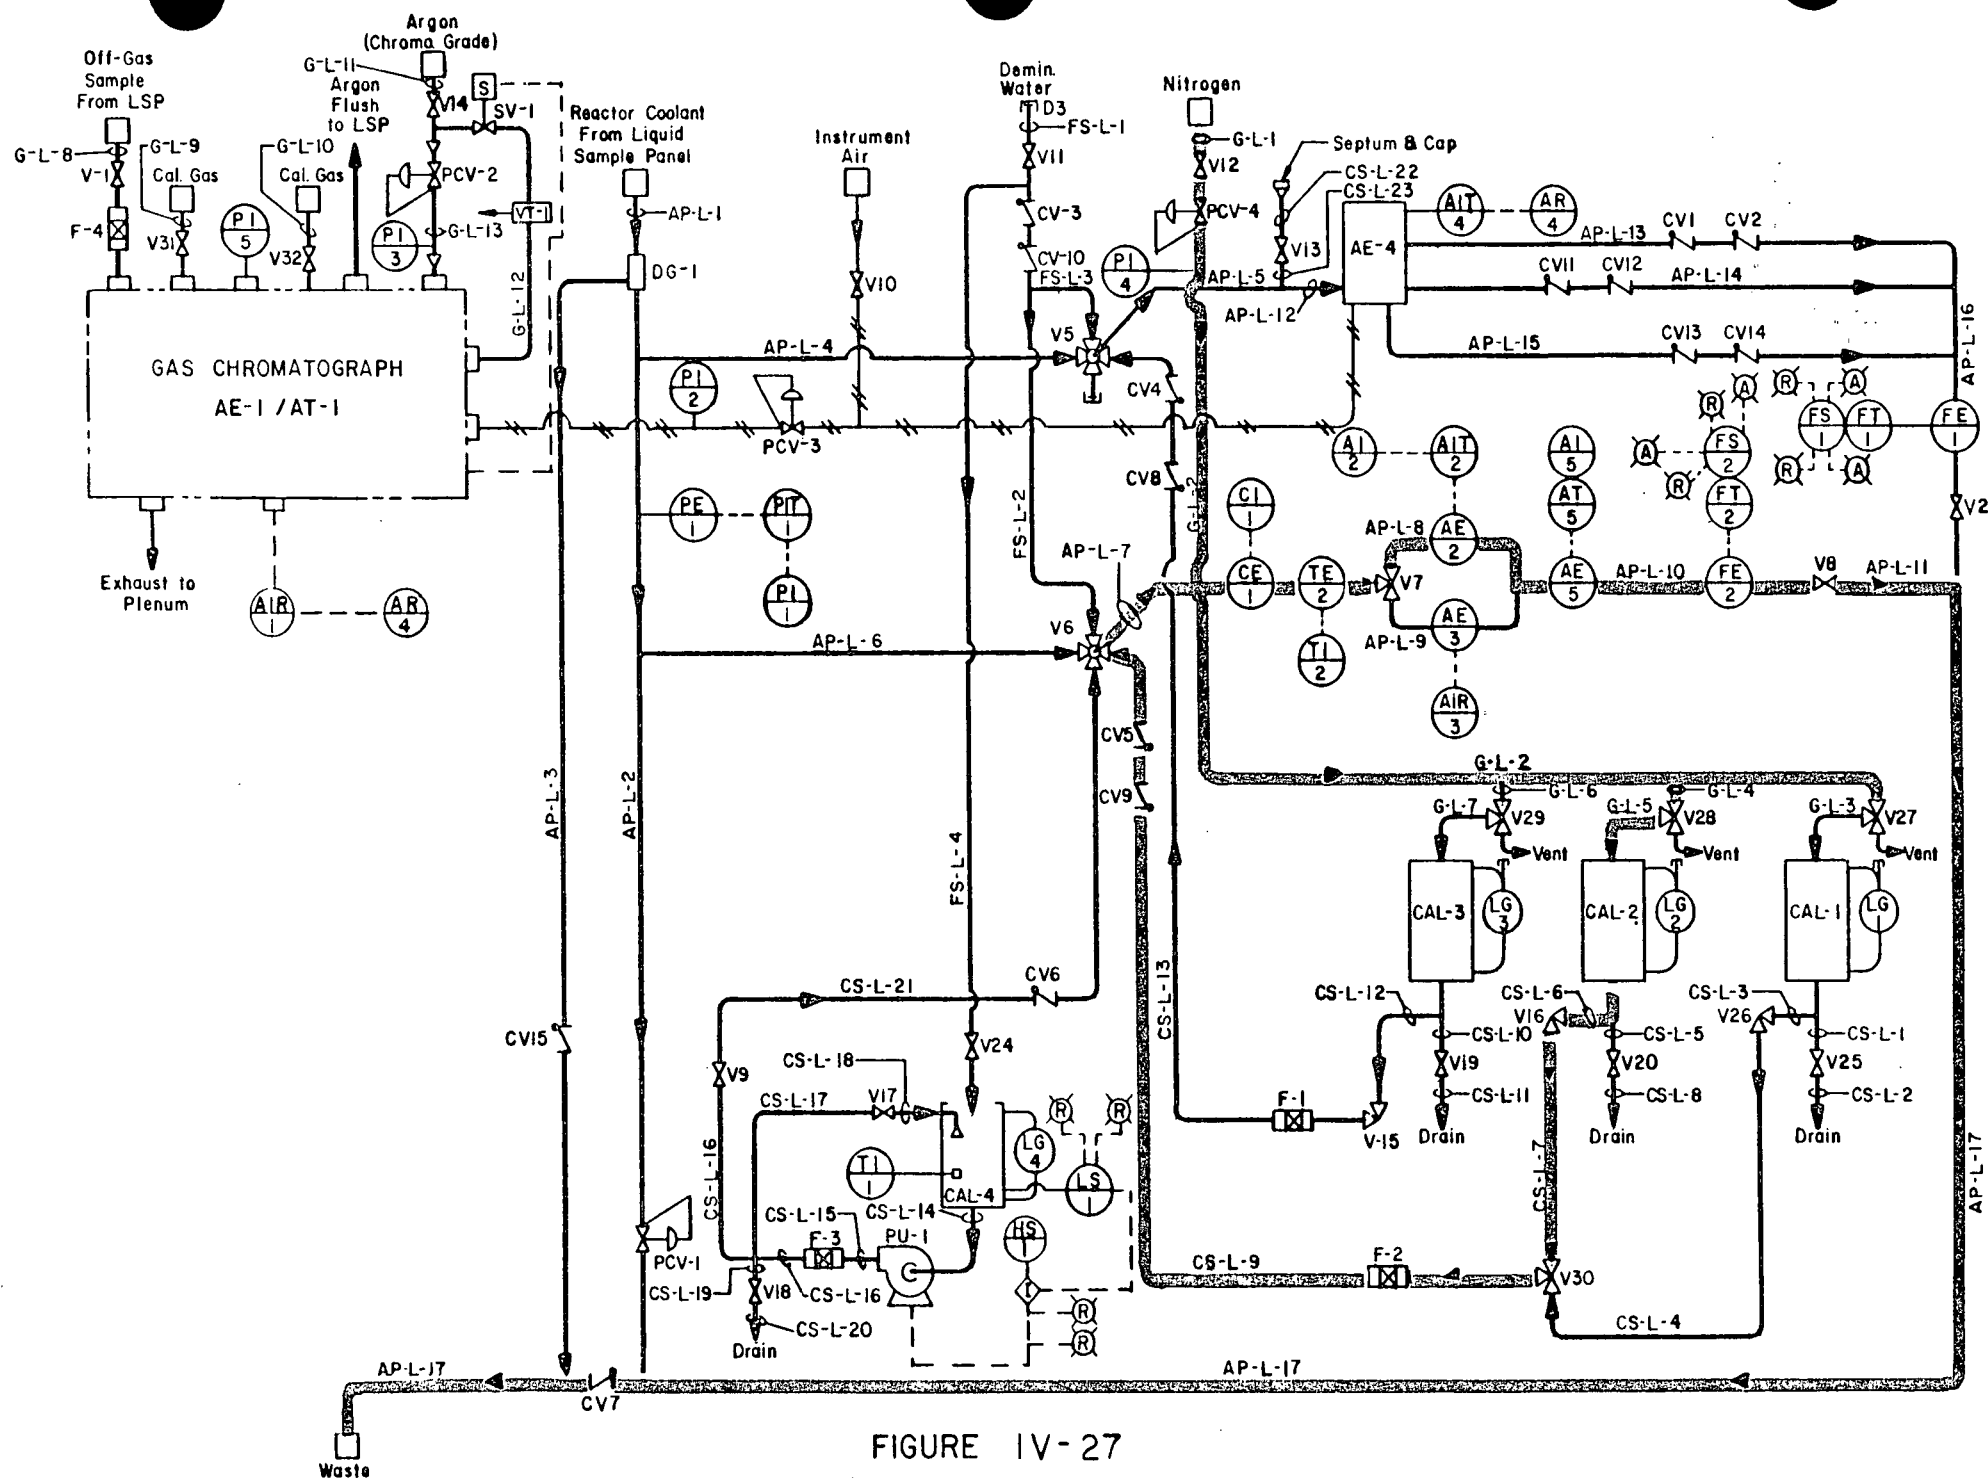 Argon
(Chroma Grade)
G-L-11
Off-Gas
Sample
From LSP
Argon
Flush
to LSP
S
SV-1
V14
Reactor Coolant
From Liquid
Sample Panel
Instrument
Air
Demin.
Water
D3
FS-L-1
V11
Nitrogen
G-L-1
V12
Septum & Cap
CS-L-22
CS-L-23
G-L-8
V-1
F-4
G-L-9
Cal. Gas
V31
PI
5
G-L-10
Cal. Gas
V32
PCV-2
PI
3
G-L-13
VT-1
G-L-12
AP-L-1
DG-1
V10
CV-3
CV-10
FS-L-3
PCV-4
PI
4
AP-L-5
V13
AP-L-12
AE-4
AIT
4
AR
4
AP-L-13
CV1
CV2
CV11
CV12
AP-L-14
AP-L-15
CV13
CV14
AP-L-16
GAS CHROMATOGRAPH
AE-1 / AT-1
AP-L-4
V5
PI
2
PCV-3
CV4
CV8
G-L-2
AI
2
AIT
2
AI
5
AT
5
R
A
FS
2
A
R
FT
2
R
A
FS
1
FT
1
FE
1
R
A
V2
Exhaust to
Plenum
AIR
1
AR
4
PE
1
PIT
1
PI
1
FS-L-2
AP-L-7
CI
1
CE
1
TE
2
TI
2
V7
AP-L-8
AE
2
AP-L-9
AE
3
AIR
3
AE
5
AP-L-10
FE
2
V8
AP-L-11
AP-L-6
V6
CV5
CV9
AP-L-3
AP-L-2
FS-L-4
G-L-2
G-L-6
G-L-4
G-L-7
V29
G-L-5
V28
G-L-3
V27
Vent
Vent
Vent
CAL-3
LG
3
CAL-2
LG
2
CAL-1
LG
1
CS-L-13
CS-L-12
CS-L-10
V19
CS-L-11
Drain
CS-L-6
V16
CS-L-5
V20
CS-L-8
Drain
CS-L-3
V26
CS-L-1
V25
CS-L-2
Drain
CS-L-21
CV6
CV15
V9
V24
CS-L-18
CS-L-17
V17
CS-L-16
TI
1
CAL-4
LG
4
R
R
LS
1
F-1
V-15
CS-L-7
AP-L-17
CS-L-14
CS-L-15
F-3
PU-1
HS
1
PCV-1
CS-L-19
V18
CS-L-16
CS-L-20
Drain
I
R
R
CS-L-9
F-2
V30
CS-L-4
AP-L-17
CV7
AP-L-17
Waste
FIGURE IV-27